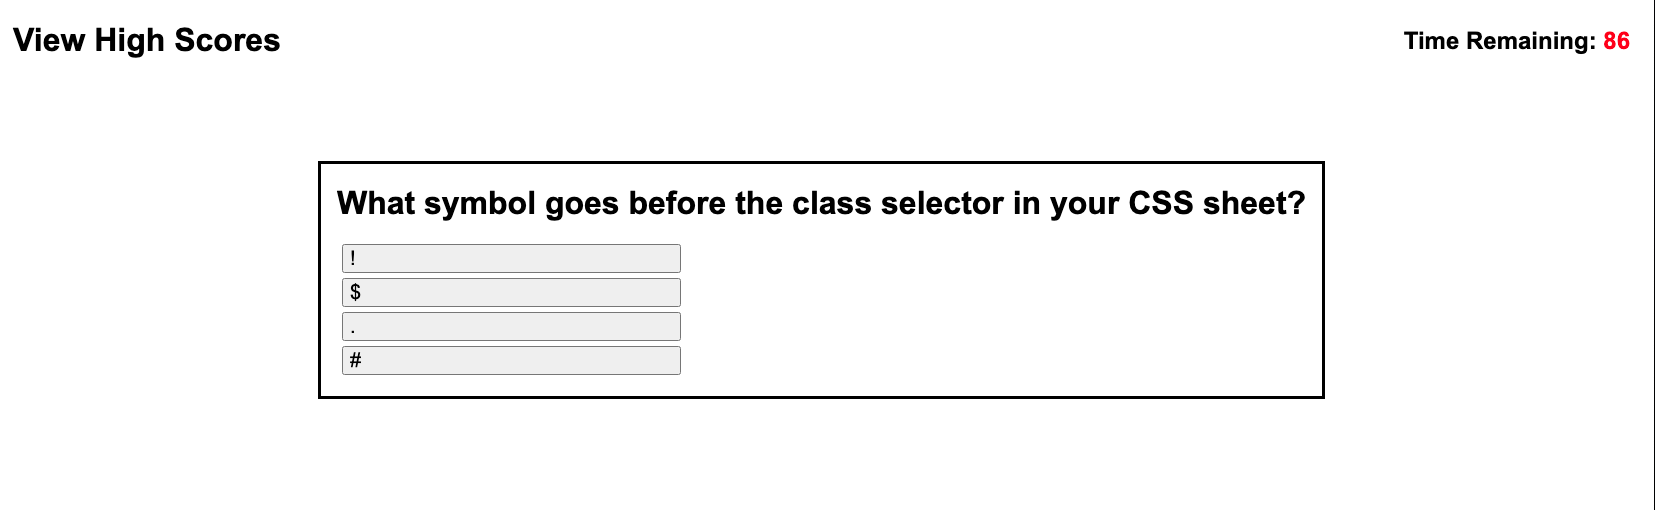 View High Scores
Time Remaining: 86
What symbol goes before the class selector in your CSS sheet?
!
$
.
#